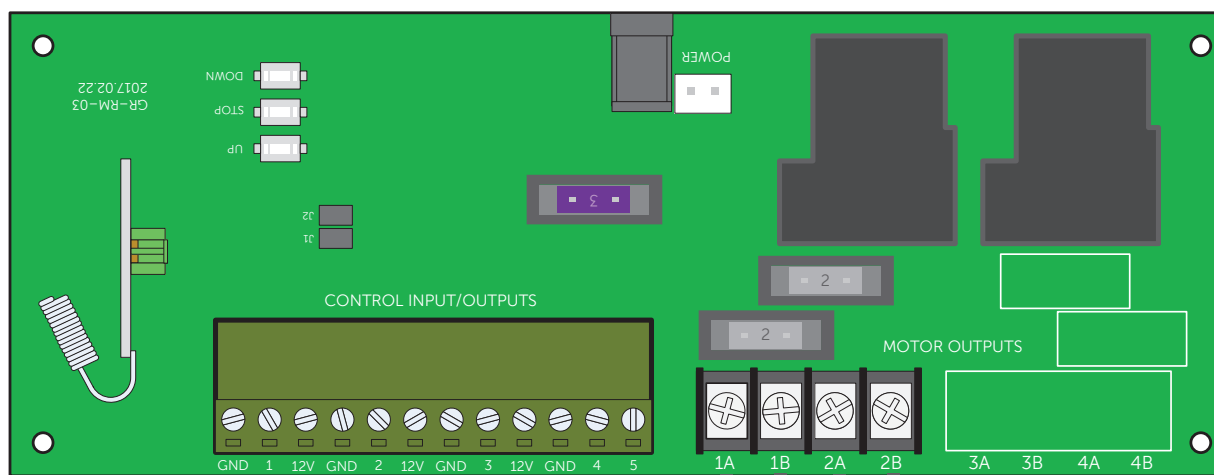 POWER
DOWN
STOP
UP
GR-RM-03
2017.02.22
J2
J1
3
2
2
CONTROL INPUT/OUTPUTS
MOTOR OUTPUTS
GND 1 12V GND 2 12V GND 3 12V GND 4 5
1A 1B 2A 2B 3A 3B 4A 4B